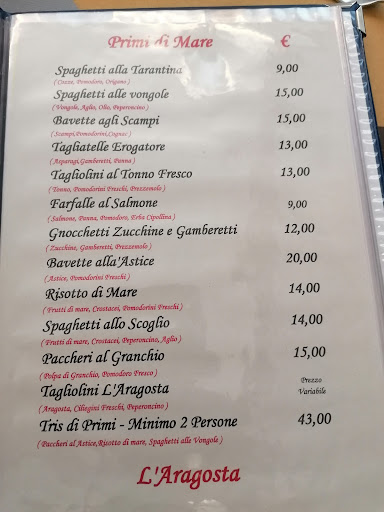 Primi di Mare €
Spaghetti alla Tarantina 9,00
( Cozze, Pomodoro, Origano )
Spaghetti alle vongole 15,00
( Vongole, Aglio, Olio, Peperoncino )
Bavette agli Scampi 15,00
( Scampi,Pomodorini,Cognac )
Tagliatelle Erogatore 13,00
( Asparagi,Gamberetti, Panna )
Tagliolini al Tonno Fresco 13,00
( Tonno, Pomodorini Freschi, Prezzemolo )
Farfalle al Salmone 9,00
( Salmone, Panna, Pomodoro, Erba Cipollina )
Gnocchetti Zucchine e Gamberetti 12,00
( Zucchine, Gamberetti, Prezzemolo )
Bavette alla'Astice 20,00
( Astice, Pomodorini Freschi )
Risotto di Mare 14,00
( Frutti di mare, Crostacei, Pomodorini Freschi )
Spaghetti allo Scoglio 14,00
( Frutti di mare, Crostacei, Peperoncino, Aglio )
Paccheri al Granchio 15,00
( Polpa di Granchio, Pomodoro Fresco )
Tagliolini L'Aragosta Prezzo Variabile
( Aragosta, Ciliegini Freschi, Peperoncino )
Tris di Primi - Minimo 2 Persone 43,00
( Paccheri al Astice,Risotto di mare, Spaghetti alle Vongole )
L'Aragosta